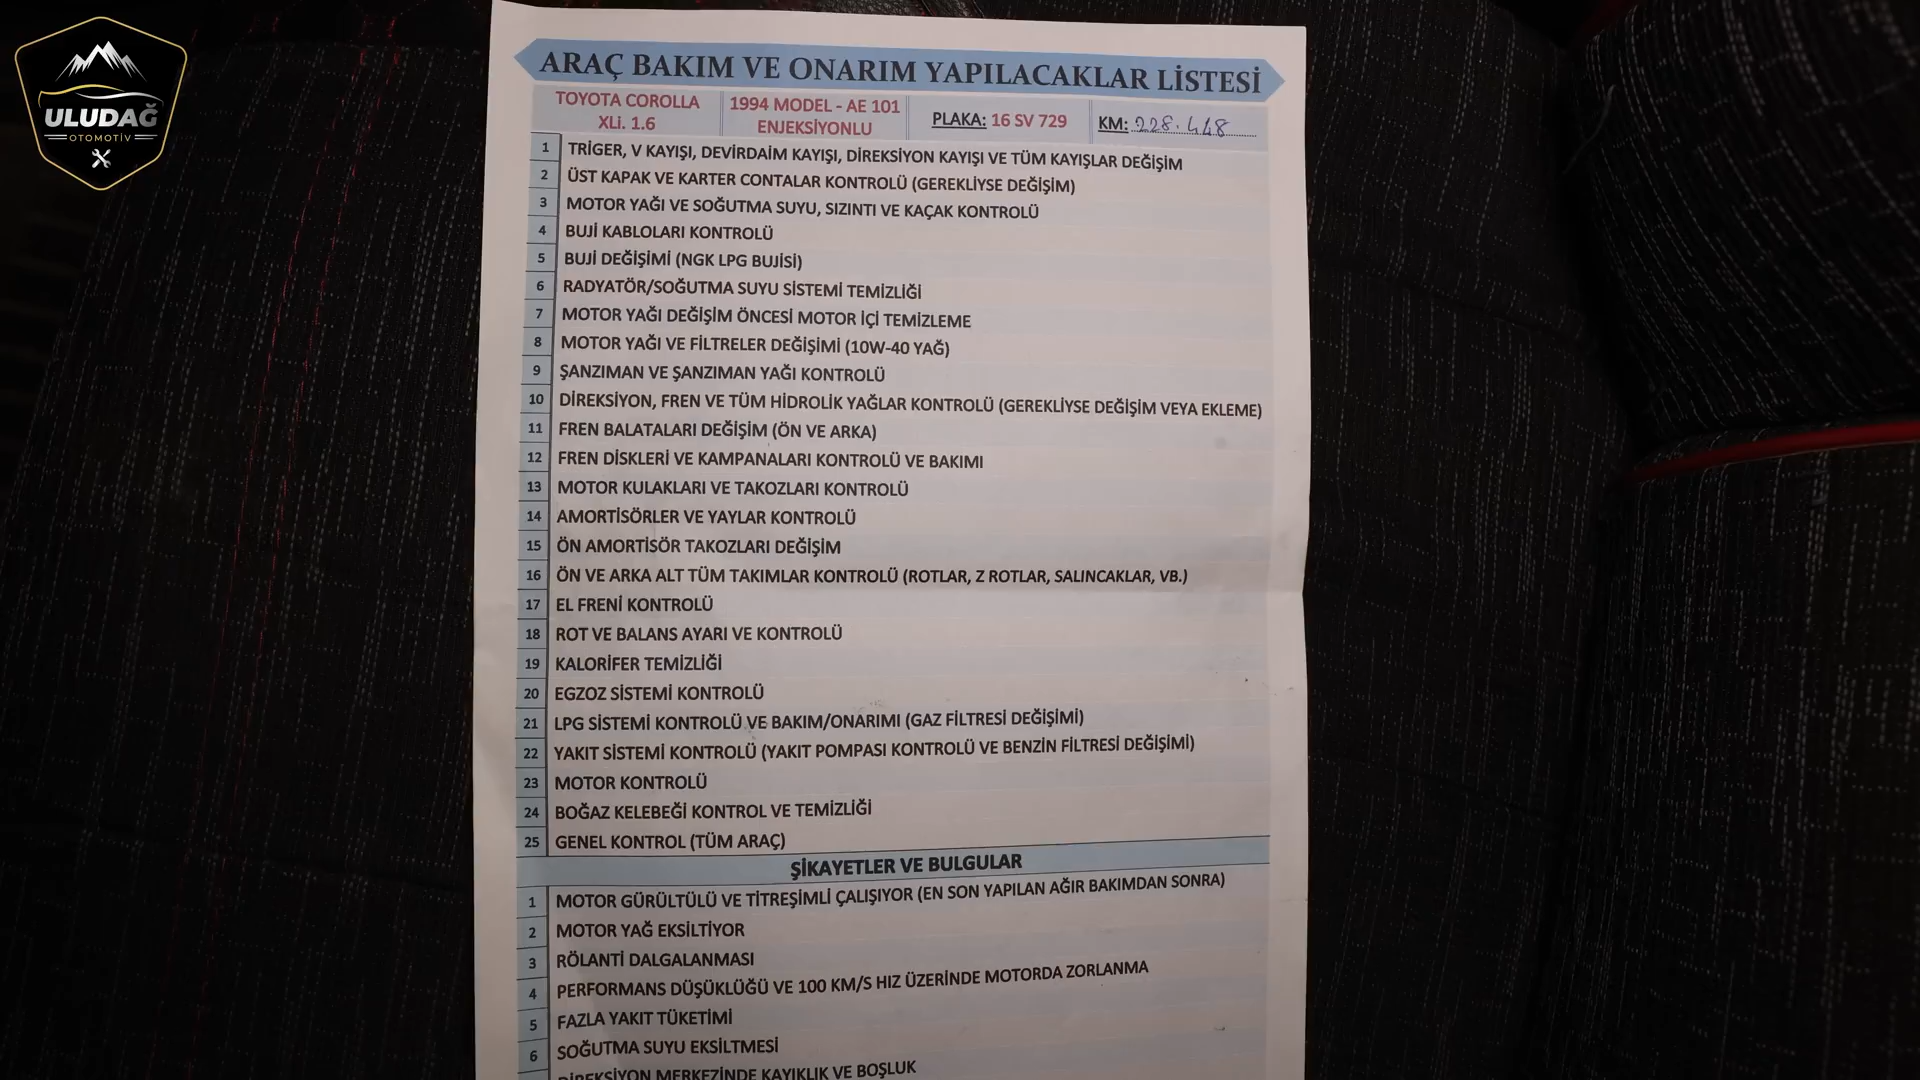 ULUDAĞ
OTOMOTİV
ARAÇ BAKIM VE ONARIM YAPILACAKLAR LİSTESİ
TOYOTA COROLLA
XLi. 1.6
1994 MODEL - AE 101
ENJEKSİYONLU
PLAKA: 16 SV 729
KM: 228.448
1 TRİGER, V KAYIŞI, DEVİRDAİM KAYIŞI, DİREKSİYON KAYIŞI VE TÜM KAYIŞLAR DEĞİŞİM
2 ÜST KAPAK VE KARTER CONTALAR KONTROLÜ (GEREKLİYSE DEĞİŞİM)
3 MOTOR YAĞI VE SOĞUTMA SUYU, SIZINTI VE KAÇAK KONTROLÜ
4 BUJİ KABLOLARI KONTROLÜ
5 BUJİ DEĞİŞİMİ (NGK LPG BUJİSİ)
6 RADYATÖR/SOĞUTMA SUYU SİSTEMİ TEMİZLİĞİ
7 MOTOR YAĞI DEĞİŞİM ÖNCESİ MOTOR İÇİ TEMİZLEME
8 MOTOR YAĞI VE FİLTRELER DEĞİŞİMİ (10W-40 YAĞ)
9 ŞANZIMAN VE ŞANZIMAN YAĞI KONTROLÜ
10 DİREKSİYON, FREN VE TÜM HİDROLİK YAĞLAR KONTROLÜ (GEREKLİYSE DEĞİŞİM VEYA EKLEME)
11 FREN BALATALARI DEĞİŞİM (ÖN VE ARKA)
12 FREN DİSKLERİ VE KAMPANALARI KONTROLÜ VE BAKIMI
13 MOTOR KULAKLARI VE TAKOZLARI KONTROLÜ
14 AMORTİSÖRLER VE YAYLAR KONTROLÜ
15 ÖN AMORTİSÖR TAKOZLARI DEĞİŞİM
16 ÖN VE ARKA ALT TÜM TAKIMLAR KONTROLÜ (ROTLAR, Z ROTLAR, SALINCAKLAR, VB.)
17 EL FRENİ KONTROLÜ
18 ROT VE BALANS AYARI VE KONTROLÜ
19 KALORİFER TEMİZLİĞİ
20 EGZOZ SİSTEMİ KONTROLÜ
21 LPG SİSTEMİ KONTROLÜ VE BAKIM/ONARIMI (GAZ FİLTRESİ DEĞİŞİMİ)
22 YAKIT SİSTEMİ KONTROLÜ (YAKIT POMPASI KONTROLÜ VE BENZİN FİLTRESİ DEĞİŞİMİ)
23 MOTOR KONTROLÜ
24 BOĞAZ KELEBEĞİ KONTROL VE TEMİZLİĞİ
25 GENEL KONTROL (TÜM ARAÇ)
ŞİKAYETLER VE BULGULAR
1 MOTOR GÜRÜLTÜLÜ VE TİTREŞİMLİ ÇALIŞIYOR (EN SON YAPILAN AĞIR BAKIMDAN SONRA)
2 MOTOR YAĞ EKSİLTİYOR
3 RÖLANTİ DALGALANMASI
4 PERFORMANS DÜŞÜKLÜĞÜ VE 100 KM/S HIZ ÜZERİNDE MOTORDA ZORLANMA
5 FAZLA YAKIT TÜKETİMİ
6 SOĞUTMA SUYU EKSİLTMESİ
DİREKSİYON MERKEZİNDE KAYIKLIK VE BOŞLUK